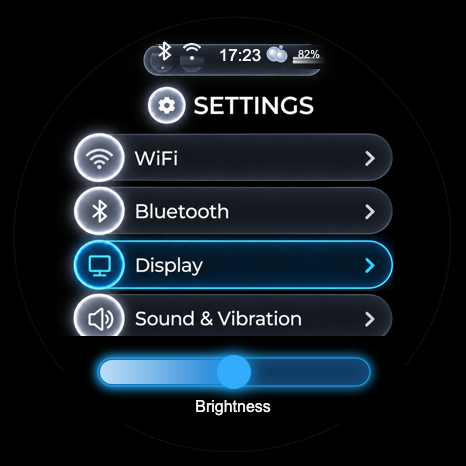 17:23 82%
SETTINGS
WiFi
Bluetooth
Display
Sound & Vibration
Brightness